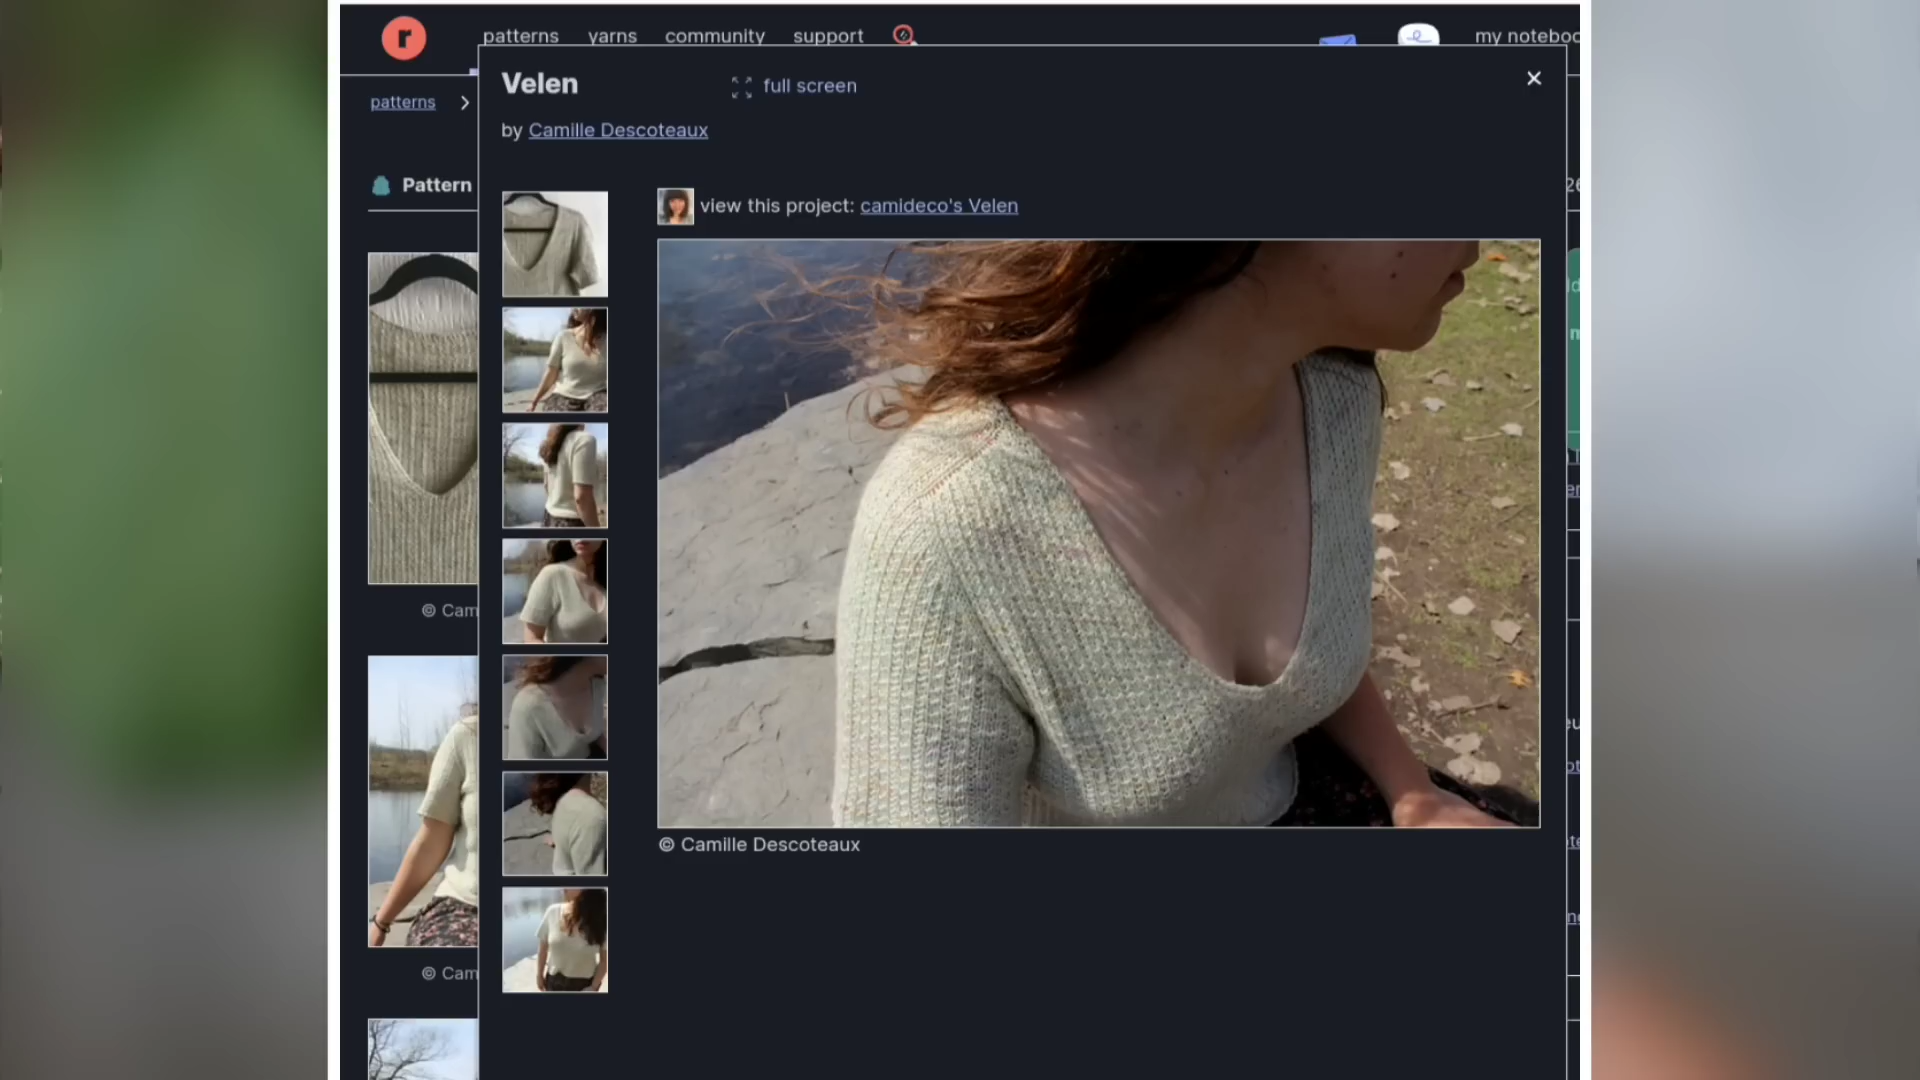 r
patterns yarns community support
my noteboo
patterns >
Velen
full screen
by Camille Descoteaux
Pattern
view this project: camideco's Velen
© Cam
© Camille Descoteaux
© Cam